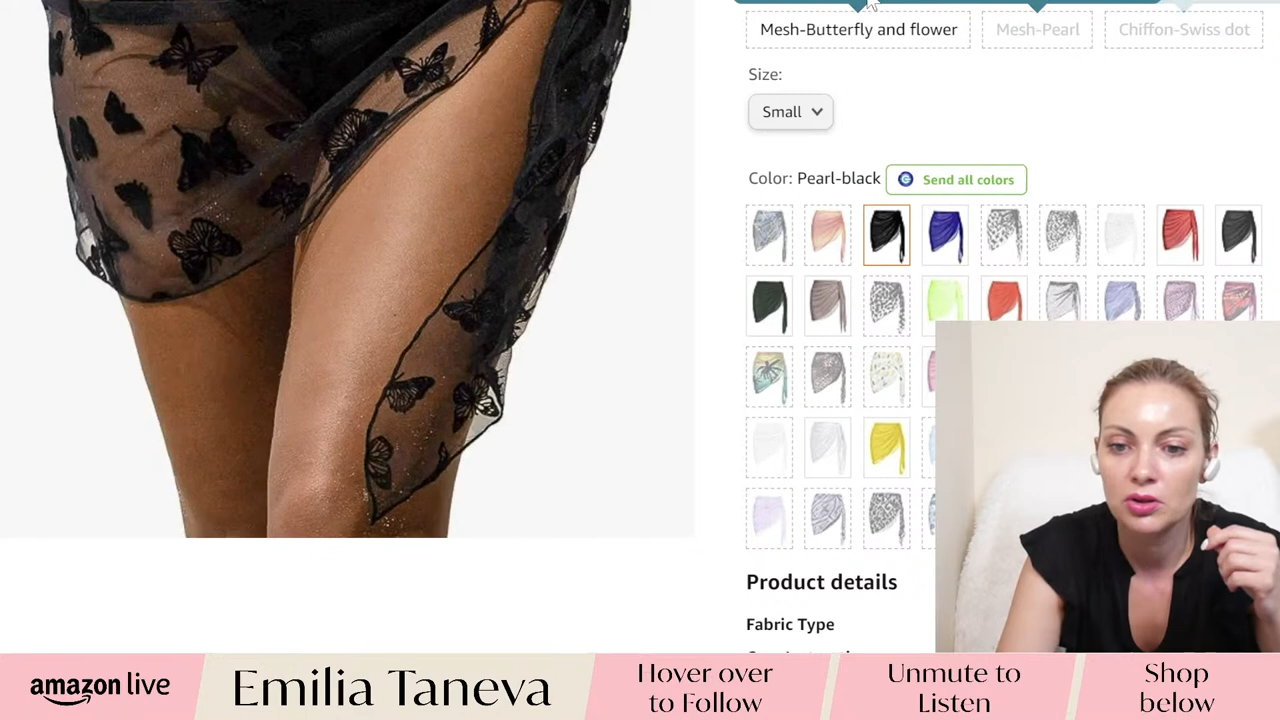 Mesh-Butterfly and flower
Mesh-Pearl
Chiffon-Swiss dot
Size:
Small
Color: Pearl-black
Send all colors
Product details
Fabric Type
amazon live
Emilia Taneva
Hover over
to Follow
Unmute to
Listen
Shop
below